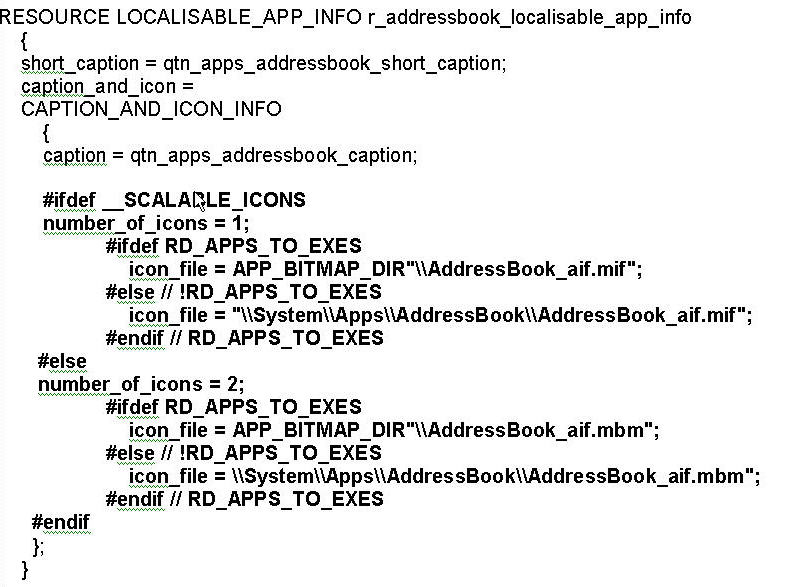 RESOURCE LOCALISABLE_APP_INFO r_addressbook_localisable_app_info
{
short_caption = qtn_apps_addressbook_short_caption;
caption_and_icon =
CAPTION_AND_ICON_INFO
{
caption = qtn_apps_addressbook_caption;
#ifdef __SCALABLE_ICONS
number_of_icons = 1;
#ifdef RD_APPS_TO_EXES
icon_file = APP_BITMAP_DIR"\\AddressBook_aif.mif";
#else // !RD_APPS_TO_EXES
icon_file = "\\System\\Apps\\AddressBook\\AddressBook_aif.mif";
#endif // RD_APPS_TO_EXES
#else
number_of_icons = 2;
#ifdef RD_APPS_TO_EXES
icon_file = APP_BITMAP_DIR"\\AddressBook_aif.mbm";
#else // !RD_APPS_TO_EXES
icon_file = \\System\\Apps\\AddressBook\\AddressBook_aif.mbm";
#endif // RD_APPS_TO_EXES
#endif
};
}